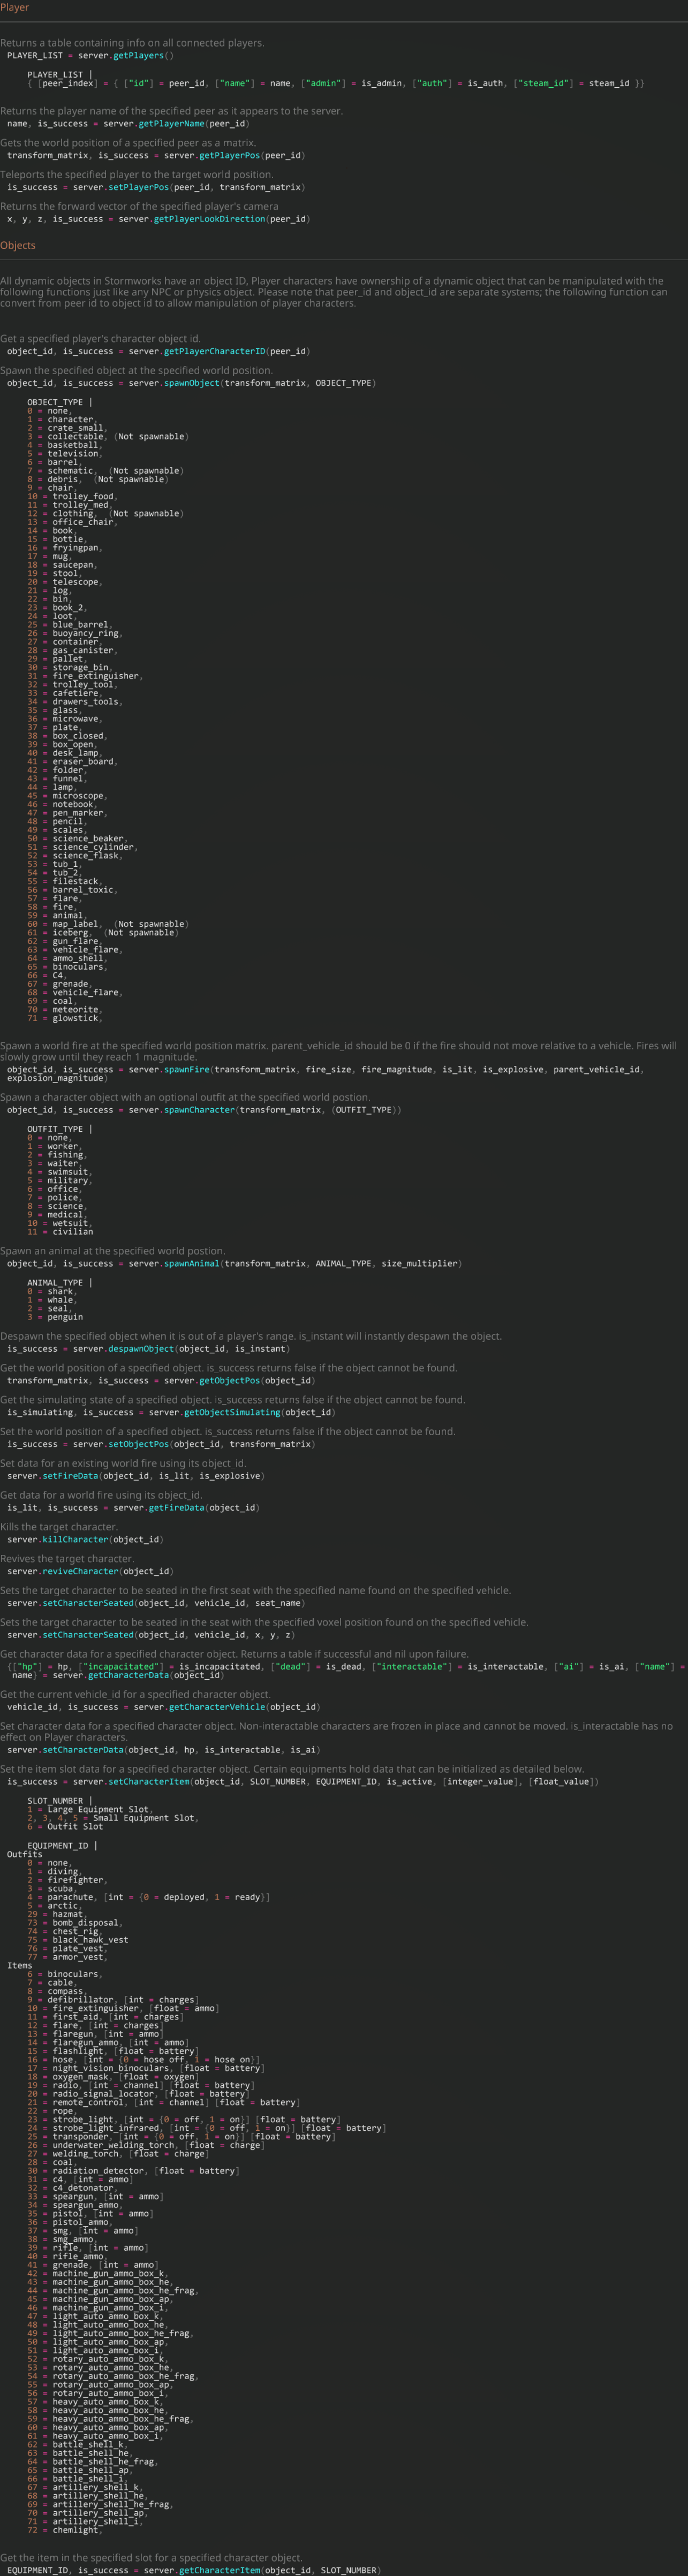 Player
Returns a table containing info on all connected players.
PLAYER_LIST = server.getPlayers()
PLAYER_LIST |
{ [peer_index] = { ["id"] = peer_id, ["name"] = name, ["admin"] = is_admin, ["auth"] = is_auth, ["steam_id"] = steam_id }}
Returns the player name of the specified peer as it appears to the server.
name, is_success = server.getPlayerName(peer_id)
Gets the world position of a specified peer as a matrix.
transform_matrix, is_success = server.getPlayerPos(peer_id)
Teleports the specified player to the target world position.
is_success = server.setPlayerPos(peer_id, transform_matrix)
Returns the forward vector of the specified player's camera
x, y, z, is_success = server.getPlayerLookDirection(peer_id)
Objects
All dynamic objects in Stormworks have an object ID, Player characters have ownership of a dynamic object that can be manipulated with the
following functions just like any NPC or physics object. Please note that peer_id and object_id are separate systems; the following function can
convert from peer id to object id to allow manipulation of player characters.
Get a specified player's character object id.
object_id, is_success = server.getPlayerCharacterID(peer_id)
Spawn the specified object at the specified world position.
object_id, is_success = server.spawnObject(transform_matrix, OBJECT_TYPE)
OBJECT_TYPE |
0 = none,
1 = character,
2 = crate_small,
3 = collectable, (Not spawnable)
4 = basketball,
5 = television,
6 = barrel,
7 = schematic, (Not spawnable)
8 = debris, (Not spawnable)
9 = chair,
10 = trolley_food,
11 = trolley_med,
12 = clothing, (Not spawnable)
13 = office_chair,
14 = book,
15 = bottle,
16 = fryingpan,
17 = mug,
18 = saucepan,
19 = stool,
20 = telescope,
21 = log,
22 = bin,
23 = book_2,
24 = loot,
25 = blue_barrel,
26 = buoyancy_ring,
27 = container,
28 = gas_canister,
29 = pallet,
30 = storage_bin,
31 = fire_extinguisher,
32 = trolley_tool,
33 = cafetiere,
34 = drawers_tools,
35 = glass,
36 = microwave,
37 = plate,
38 = box_closed,
39 = box_open,
40 = desk_lamp,
41 = eraser_board,
42 = folder,
43 = funnel,
44 = lamp,
45 = microscope,
46 = notebook,
47 = pen_marker,
48 = pencil,
49 = scales,
50 = science_beaker,
51 = science_cylinder,
52 = science_flask,
53 = tub_1,
54 = tub_2,
55 = filestack,
56 = barrel_toxic,
57 = flare,
58 = fire,
59 = animal,
60 = map_label, (Not spawnable)
61 = iceberg, (Not spawnable)
62 = gun_flare,
63 = vehicle_flare,
64 = ammo_shell,
65 = binoculars,
66 = C4,
67 = grenade,
68 = vehicle_flare,
69 = coal,
70 = meteorite,
71 = glowstick,
Spawn a world fire at the specified world position matrix. parent_vehicle_id should be 0 if the fire should not move relative to a vehicle. Fires will
slowly grow until they reach 1 magnitude.
object_id, is_success = server.spawnFire(transform_matrix, fire_size, fire_magnitude, is_lit, is_explosive, parent_vehicle_id,
explosion_magnitude)
Spawn a character object with an optional outfit at the specified world postion.
object_id, is_success = server.spawnCharacter(transform_matrix, (OUTFIT_TYPE))
OUTFIT_TYPE |
0 = none,
1 = worker,
2 = fishing,
3 = waiter,
4 = swimsuit,
5 = military,
6 = office,
7 = police,
8 = science,
9 = medical,
10 = wetsuit,
11 = civilian
Spawn an animal at the specified world postion.
object_id, is_success = server.spawnAnimal(transform_matrix, ANIMAL_TYPE, size_multiplier)
ANIMAL_TYPE |
0 = shark,
1 = whale,
2 = seal,
3 = penguin
Despawn the specified object when it is out of a player's range. is_instant will instantly despawn the object.
is_success = server.despawnObject(object_id, is_instant)
Get the world position of a specified object. is_success returns false if the object cannot be found.
transform_matrix, is_success = server.getObjectPos(object_id)
Get the simulating state of a specified object. is_success returns false if the object cannot be found.
is_simulating, is_success = server.getObjectSimulating(object_id)
Set the world position of a specified object. is_success returns false if the object cannot be found.
is_success = server.setObjectPos(object_id, transform_matrix)
Set data for an existing world fire using its object_id.
server.setFireData(object_id, is_lit, is_explosive)
Get data for a world fire using its object_id.
is_lit, is_success = server.getFireData(object_id)
Kills the target character.
server.killCharacter(object_id)
Revives the target character.
server.reviveCharacter(object_id)
Sets the target character to be seated in the first seat with the specified name found on the specified vehicle.
server.setCharacterSeated(object_id, vehicle_id, seat_name)
Sets the target character to be seated in the seat with the specified voxel position found on the specified vehicle.
server.setCharacterSeated(object_id, vehicle_id, x, y, z)
Get character data for a specified character object. Returns a table if successful and nil upon failure.
{["hp"] = hp, ["incapacitated"] = is_incapacitated, ["dead"] = is_dead, ["interactable"] = is_interactable, ["ai"] = is_ai, ["name"] =
name} = server.getCharacterData(object_id)
Get the current vehicle_id for a specified character object.
vehicle_id, is_success = server.getCharacterVehicle(object_id)
Set character data for a specified character object. Non-interactable characters are frozen in place and cannot be moved. is_interactable has no
effect on Player characters.
server.setCharacterData(object_id, hp, is_interactable, is_ai)
Set the item slot data for a specified character object. Certain equipments hold data that can be initialized as detailed below.
is_success = server.setCharacterItem(object_id, SLOT_NUMBER, EQUIPMENT_ID, is_active, [integer_value], [float_value])
SLOT_NUMBER |
1 = Large Equipment Slot,
2, 3, 4, 5 = Small Equipment Slot,
6 = Outfit Slot
EQUIPMENT_ID |
Outfits
0 = none,
1 = diving,
2 = firefighter,
3 = scuba,
4 = parachute, [int = {0 = deployed, 1 = ready}]
5 = arctic,
29 = hazmat,
73 = bomb_disposal,
74 = chest_rig,
75 = black_hawk_vest
76 = plate_vest,
77 = armor_vest,
Items
6 = binoculars,
7 = cable,
8 = compass,
9 = defibrillator, [int = charges]
10 = fire_extinguisher, [float = ammo]
11 = first_aid, [int = charges]
12 = flare, [int = charges]
13 = flaregun, [int = ammo]
14 = flaregun_ammo, [int = ammo]
15 = flashlight, [float = battery]
16 = hose, [int = {0 = hose off, 1 = hose on}]
17 = night_vision_binoculars, [float = battery]
18 = oxygen_mask, [float = oxygen]
19 = radio, [int = channel] [float = battery]
20 = radio_signal_locator, [float = battery]
21 = remote_control, [int = channel] [float = battery]
22 = rope,
23 = strobe_light, [int = {0 = off, 1 = on}] [float = battery]
24 = strobe_light_infrared, [int = {0 = off, 1 = on}] [float = battery]
25 = transponder, [int = {0 = off, 1 = on}] [float = battery]
26 = underwater_welding_torch, [float = charge]
27 = welding_torch, [float = charge]
28 = coal,
30 = radiation_detector, [float = battery]
31 = c4, [int = ammo]
32 = c4_detonator,
33 = speargun, [int = ammo]
34 = speargun_ammo,
35 = pistol, [int = ammo]
36 = pistol_ammo,
37 = smg, [int = ammo]
38 = smg_ammo,
39 = rifle, [int = ammo]
40 = rifle_ammo,
41 = grenade, [int = ammo]
42 = machine_gun_ammo_box_k,
43 = machine_gun_ammo_box_he,
44 = machine_gun_ammo_box_he_frag,
45 = machine_gun_ammo_box_ap,
46 = machine_gun_ammo_box_i,
47 = light_auto_ammo_box_k,
48 = light_auto_ammo_box_he,
49 = light_auto_ammo_box_he_frag,
50 = light_auto_ammo_box_ap,
51 = light_auto_ammo_box_i,
52 = rotary_auto_ammo_box_k,
53 = rotary_auto_ammo_box_he,
54 = rotary_auto_ammo_box_he_frag,
55 = rotary_auto_ammo_box_ap,
56 = rotary_auto_ammo_box_i,
57 = heavy_auto_ammo_box_k,
58 = heavy_auto_ammo_box_he,
59 = heavy_auto_ammo_box_he_frag,
60 = heavy_auto_ammo_box_ap,
61 = heavy_auto_ammo_box_i,
62 = battle_shell_k,
63 = battle_shell_he,
64 = battle_shell_he_frag,
65 = battle_shell_ap,
66 = battle_shell_i,
67 = artillery_shell_k,
68 = artillery_shell_he,
69 = artillery_shell_he_frag,
70 = artillery_shell_ap,
71 = artillery_shell_i,
72 = chemlight,
Get the item in the specified slot for a specified character object.
EQUIPMENT_ID, is_success = server.getCharacterItem(object_id, SLOT_NUMBER)